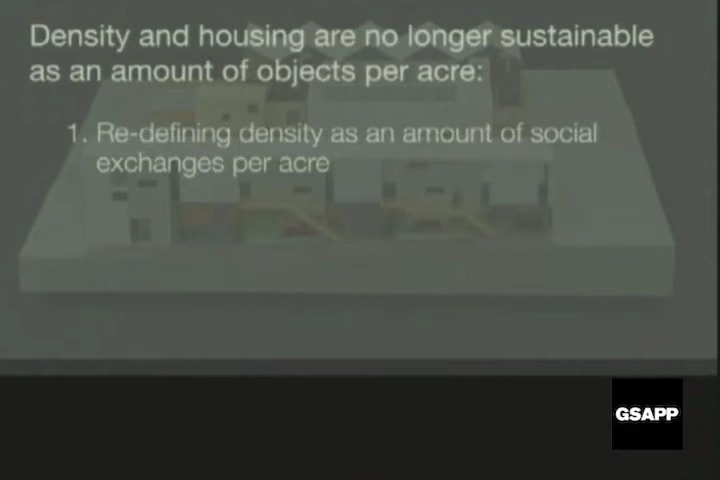 Density and housing are no longer sustainable
as an amount of objects per acre:
1. Re-defining density as an amount of social
exchanges per acre
GSAPP